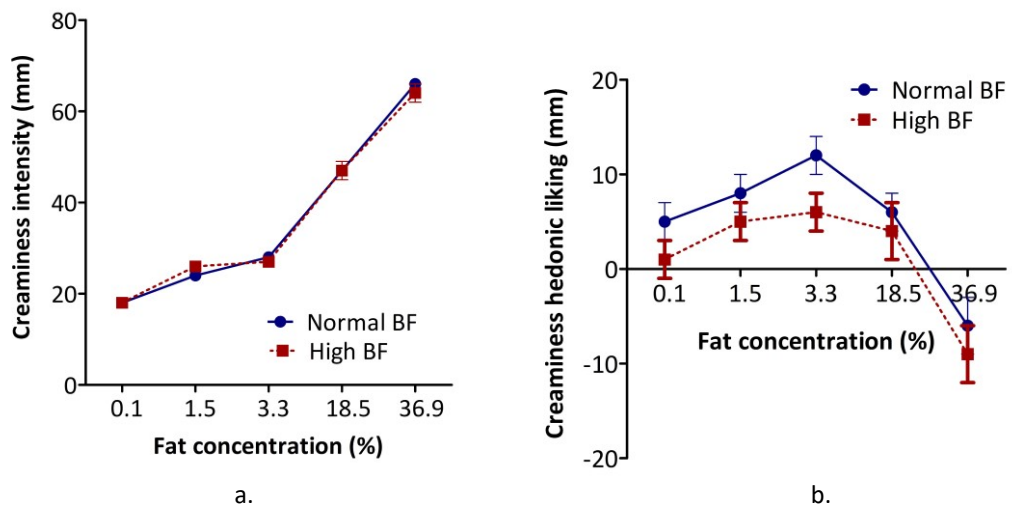 Creaminess intensity (mm)
80
60
40
20
0
Normal BF
High BF
0.1 1.5 3.3 18.5 36.9
Fat concentration (%)
a.
Creaminess hedonic liking (mm)
20
10
0
-10
-20
Normal BF
High BF
0.1 1.5 3.3 18.5 36.9
Fat concentration (%)
b.